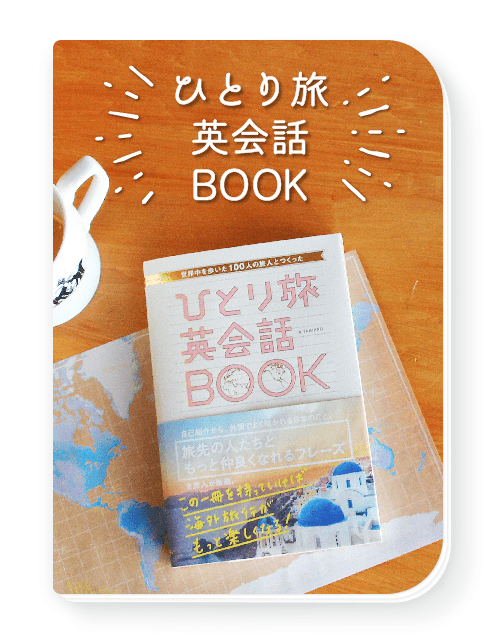 ひとり旅
英会話
BOOK
世界中を歩いた100人の旅人とつくった
ひとり旅
英会話
BOOK
旅先の人たちと
もっと仲良くなれるフレーズ
この一冊を持っていけば
海外旅行が
もっと楽しくなる!